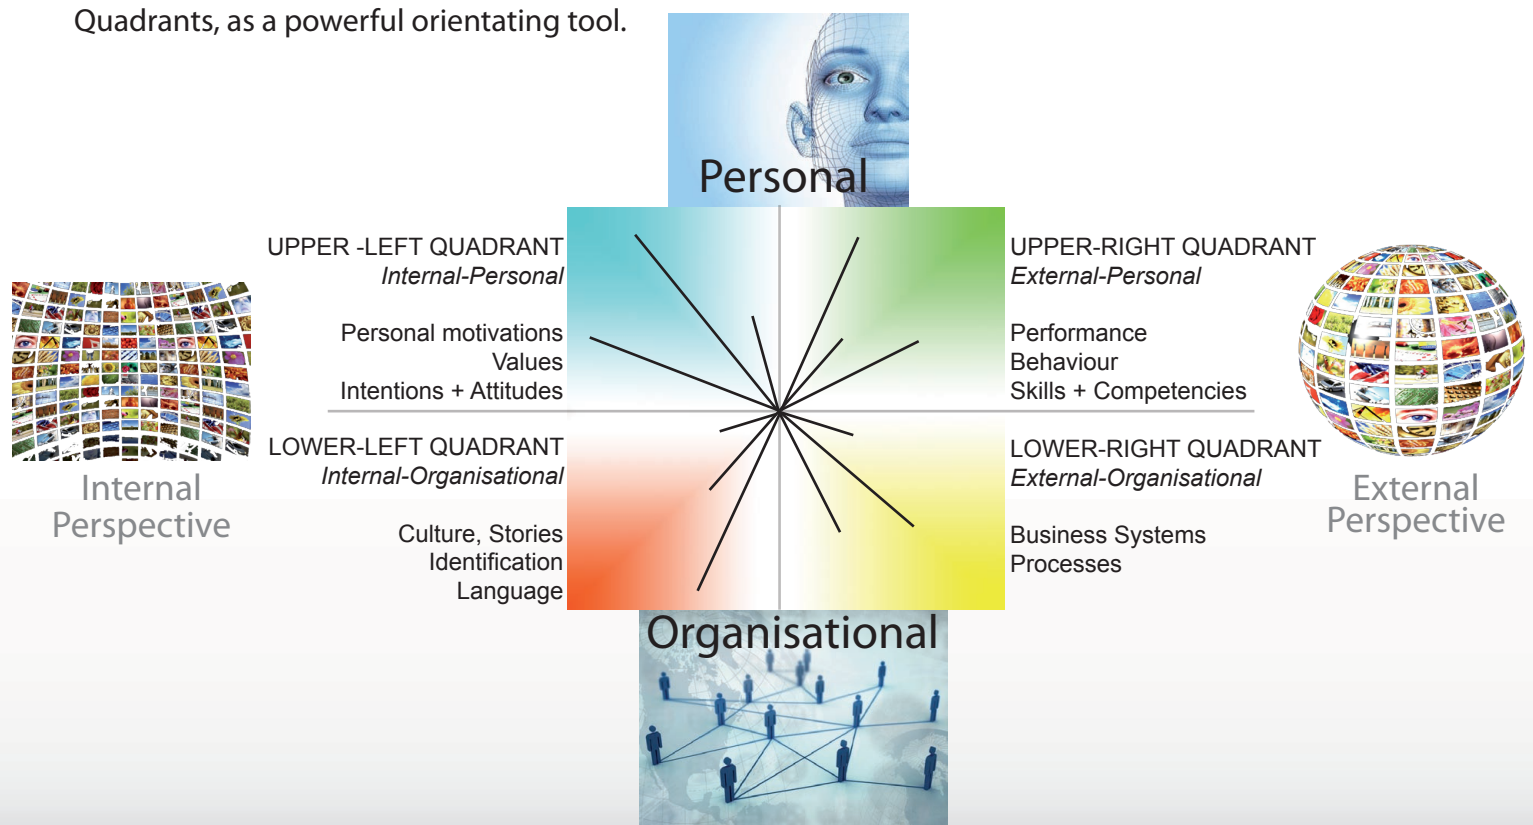 Quadrants, as a powerful orientating tool.
Personal
UPPER -LEFT QUADRANT
Internal-Personal
Personal motivations
Values
Intentions + Attitudes
UPPER-RIGHT QUADRANT
External-Personal
Performance
Behaviour
Skills + Competencies
LOWER-LEFT QUADRANT
Internal-Organisational
Culture, Stories
Identification
Language
LOWER-RIGHT QUADRANT
External-Organisational
Business Systems
Processes
Internal
Perspective
External
Perspective
Organisational